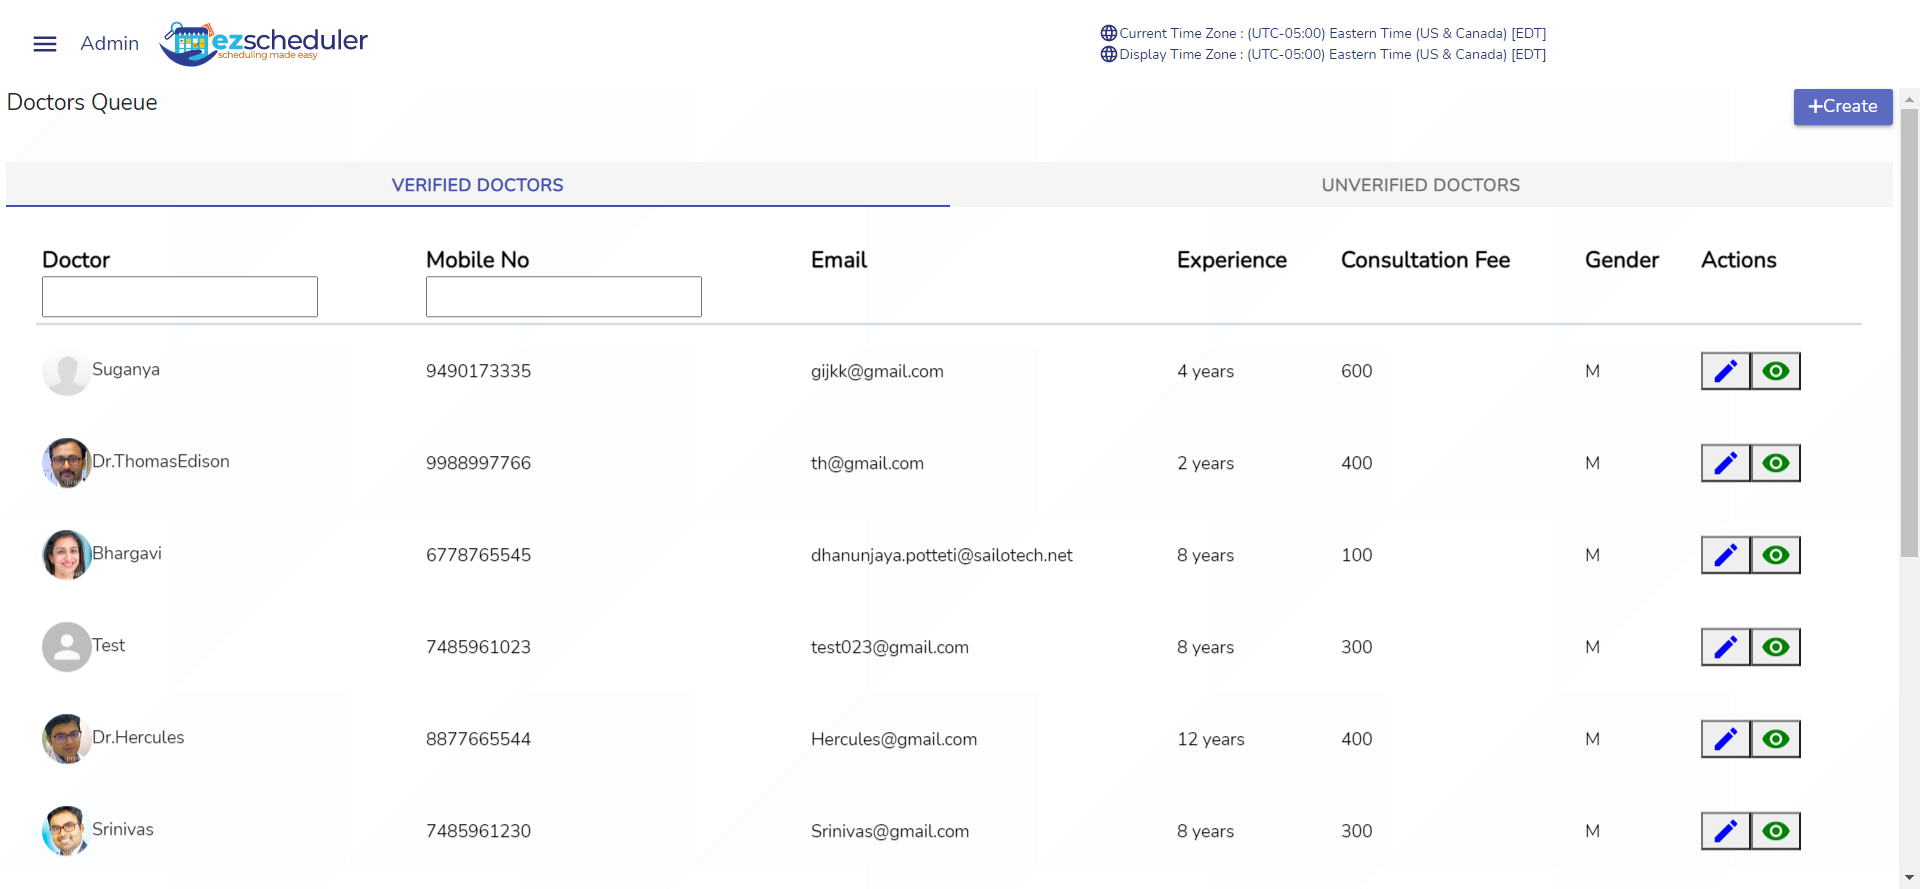 Admin
ezscheduler
scheduling made easy
Current Time Zone : (UTC-05:00) Eastern Time (US & Canada) [EDT]
Display Time Zone : (UTC-05:00) Eastern Time (US & Canada) [EDT]
Doctors Queue
+Create
VERIFIED DOCTORS UNVERIFIED DOCTORS
Doctor Mobile No Email Experience Consultation Fee Gender Actions
Suganya 9490173335 gijkk@gmail.com 4 years 600 M
Dr.ThomasEdison 9988997766 th@gmail.com 2 years 400 M
Bhargavi 6778765545 dhanunjaya.potteti@sailotech.net 8 years 100 M
Test 7485961023 test023@gmail.com 8 years 300 M
Dr.Hercules 8877665544 Hercules@gmail.com 12 years 400 M
Srinivas 7485961230 Srinivas@gmail.com 8 years 300 M